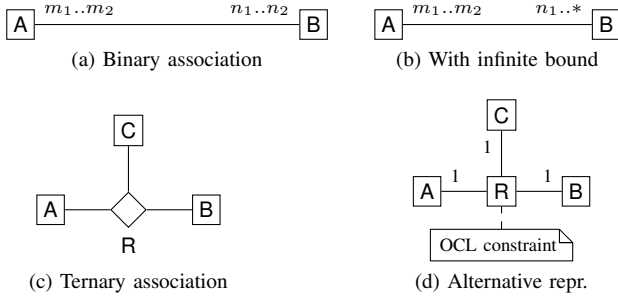 m₁..m₂ n₁..n₂
A B
(a) Binary association
m₁..m₂ n₁..*
A B
(b) With infinite bound
C
A B
R
(c) Ternary association
C
1
1 1
A R B
OCL constraint
(d) Alternative repr.